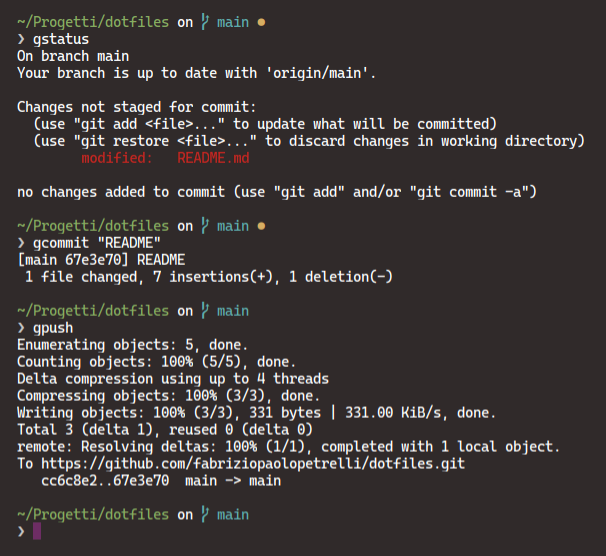 ~/Progetti/dotfiles on main ●
❯ gstatus
On branch main
Your branch is up to date with 'origin/main'.
Changes not staged for commit:
(use "git add <file>..." to update what will be committed)
(use "git restore <file>..." to discard changes in working directory)
modified: README.md
no changes added to commit (use "git add" and/or "git commit -a")
~/Progetti/dotfiles on main ●
❯ gcommit "README"
[main 67e3e70] README
1 file changed, 7 insertions(+), 1 deletion(-)
~/Progetti/dotfiles on main
❯ gpush
Enumerating objects: 5, done.
Counting objects: 100% (5/5), done.
Delta compression using up to 4 threads
Compressing objects: 100% (3/3), done.
Writing objects: 100% (3/3), 331 bytes | 331.00 KiB/s, done.
Total 3 (delta 1), reused 0 (delta 0)
remote: Resolving deltas: 100% (1/1), completed with 1 local object.
To https://github.com/fabriziopaolopetrelli/dotfiles.git
cc6c8e2..67e3e70 main -> main
~/Progetti/dotfiles on main
❯